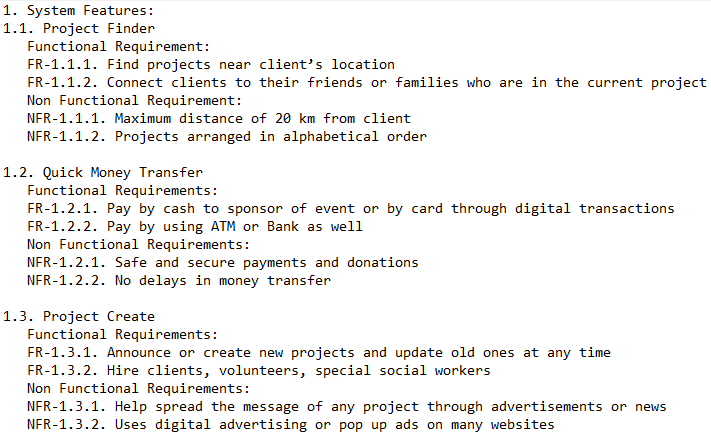 1. System Features:
1.1. Project Finder
Functional Requirement:
FR-1.1.1. Find projects near client’s location
FR-1.1.2. Connect clients to their friends or families who are in the current project
Non Functional Requirement:
NFR-1.1.1. Maximum distance of 20 km from client
NFR-1.1.2. Projects arranged in alphabetical order
1.2. Quick Money Transfer
Functional Requirements:
FR-1.2.1. Pay by cash to sponsor of event or by card through digital transactions
FR-1.2.2. Pay by using ATM or Bank as well
Non Functional Requirements:
NFR-1.2.1. Safe and secure payments and donations
NFR-1.2.2. No delays in money transfer
1.3. Project Create
Functional Requirements:
FR-1.3.1. Announce or create new projects and update old ones at any time
FR-1.3.2. Hire clients, volunteers, special social workers
Non Functional Requirements:
NFR-1.3.1. Help spread the message of any project through advertisements or news
NFR-1.3.2. Uses digital advertising or pop up ads on many websites